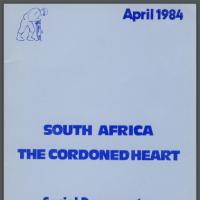 April 1984
SOUTH AFRICA
THE CORDONED HEART